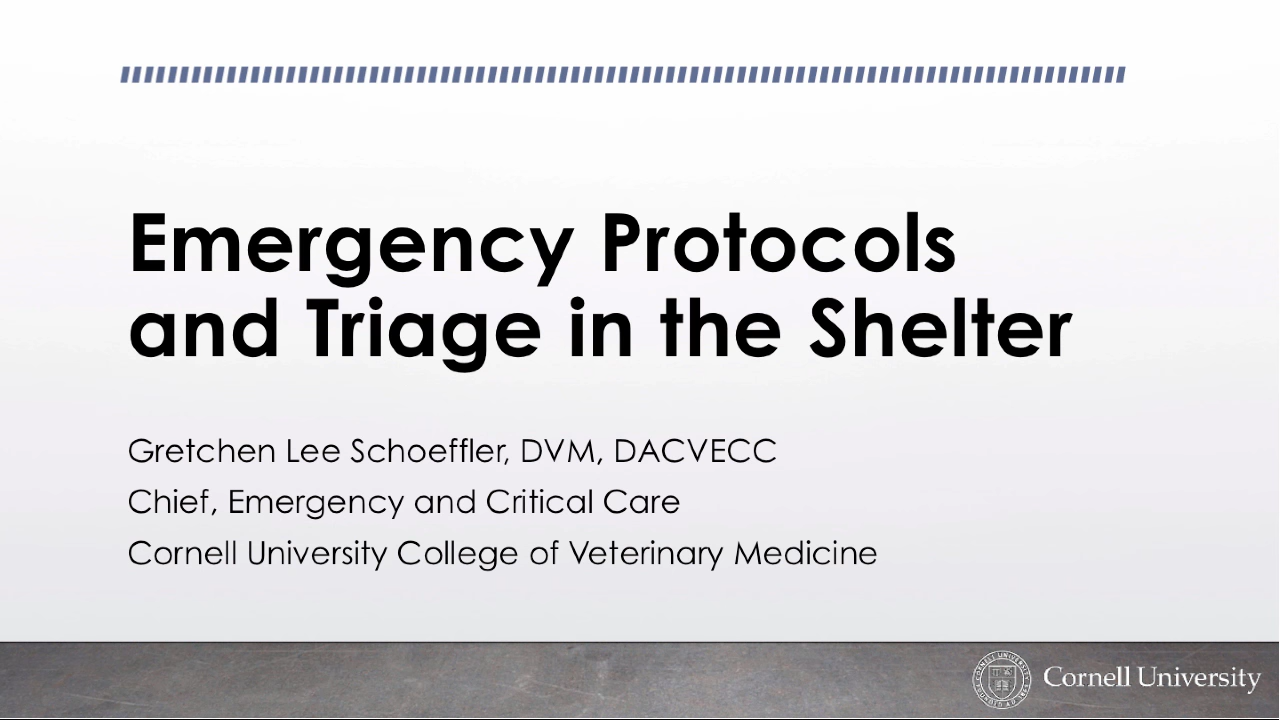 Emergency Protocols
and Triage in the Shelter
Gretchen Lee Schoeffler, DVM, DACVECC
Chief, Emergency and Critical Care
Cornell University College of Veterinary Medicine
Cornell University